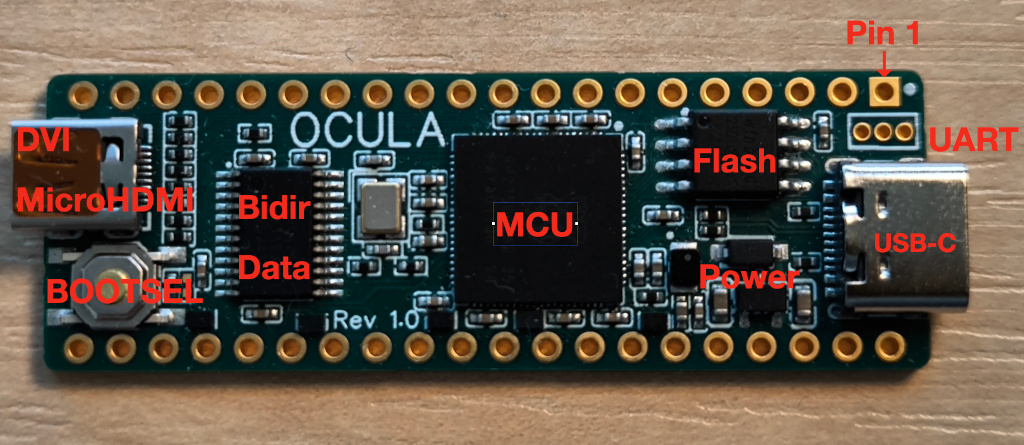 Pin 1
DVI
OCULA
UART
MicroHDMI
Bidir
Data
MCU
Flash
USB-C
BOOTSEL
Power
Rev 1.0